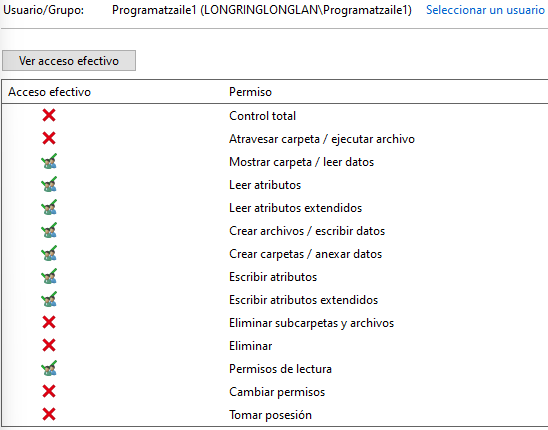 Usuario/Grupo: Programatzaile1 (LONGRINGLONGLAN\Programatzaile1) Seleccionar un usuario
Ver acceso efectivo
Acceso efectivo Permiso
Control total
Atravesar carpeta / ejecutar archivo
Mostrar carpeta / leer datos
Leer atributos
Leer atributos extendidos
Crear archivos / escribir datos
Crear carpetas / anexar datos
Escribir atributos
Escribir atributos extendidos
Eliminar subcarpetas y archivos
Eliminar
Permisos de lectura
Cambiar permisos
Tomar posesión